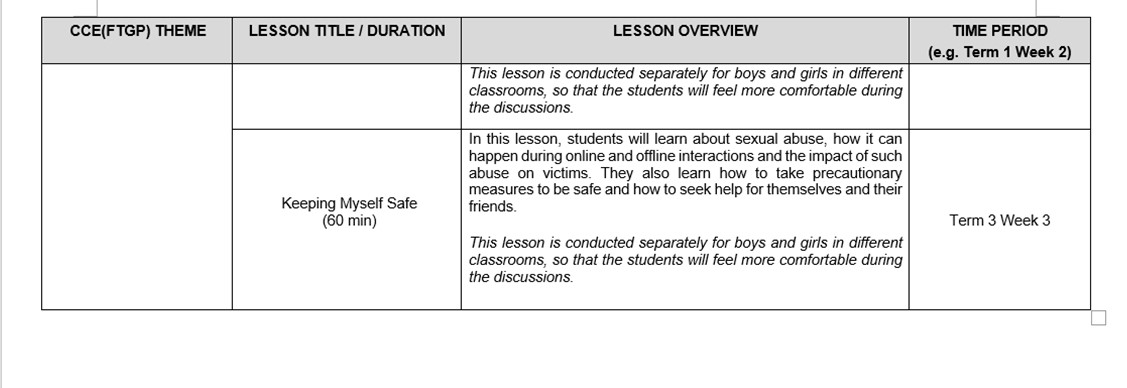 CCE(FTGP) THEME
LESSON TITLE / DURATION
LESSON OVERVIEW
TIME PERIOD
(e.g. Term 1 Week 2)
This lesson is conducted separately for boys and girls in different
classrooms, so that the students will feel more comfortable during
the discussions.
Keeping Myself Safe
(60 min)
In this lesson, students will learn about sexual abuse, how it can
happen during online and offline interactions and the impact of such
abuse on victims. They also learn how to take precautionary
measures to be safe and how to seek help for themselves and their
friends.
This lesson is conducted separately for boys and girls in different
classrooms, so that the students will feel more comfortable during
the discussions.
Term 3 Week 3